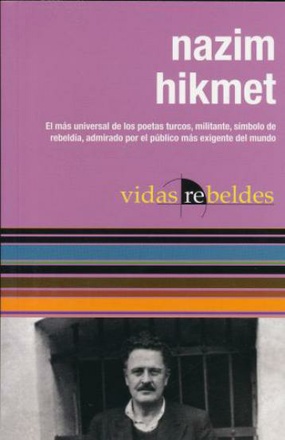 nazim
hikmet
El más universal de los poetas turcos, militante, símbolo de
rebeldía, admirado por el público más exigente del mundo
vidas rebeldes